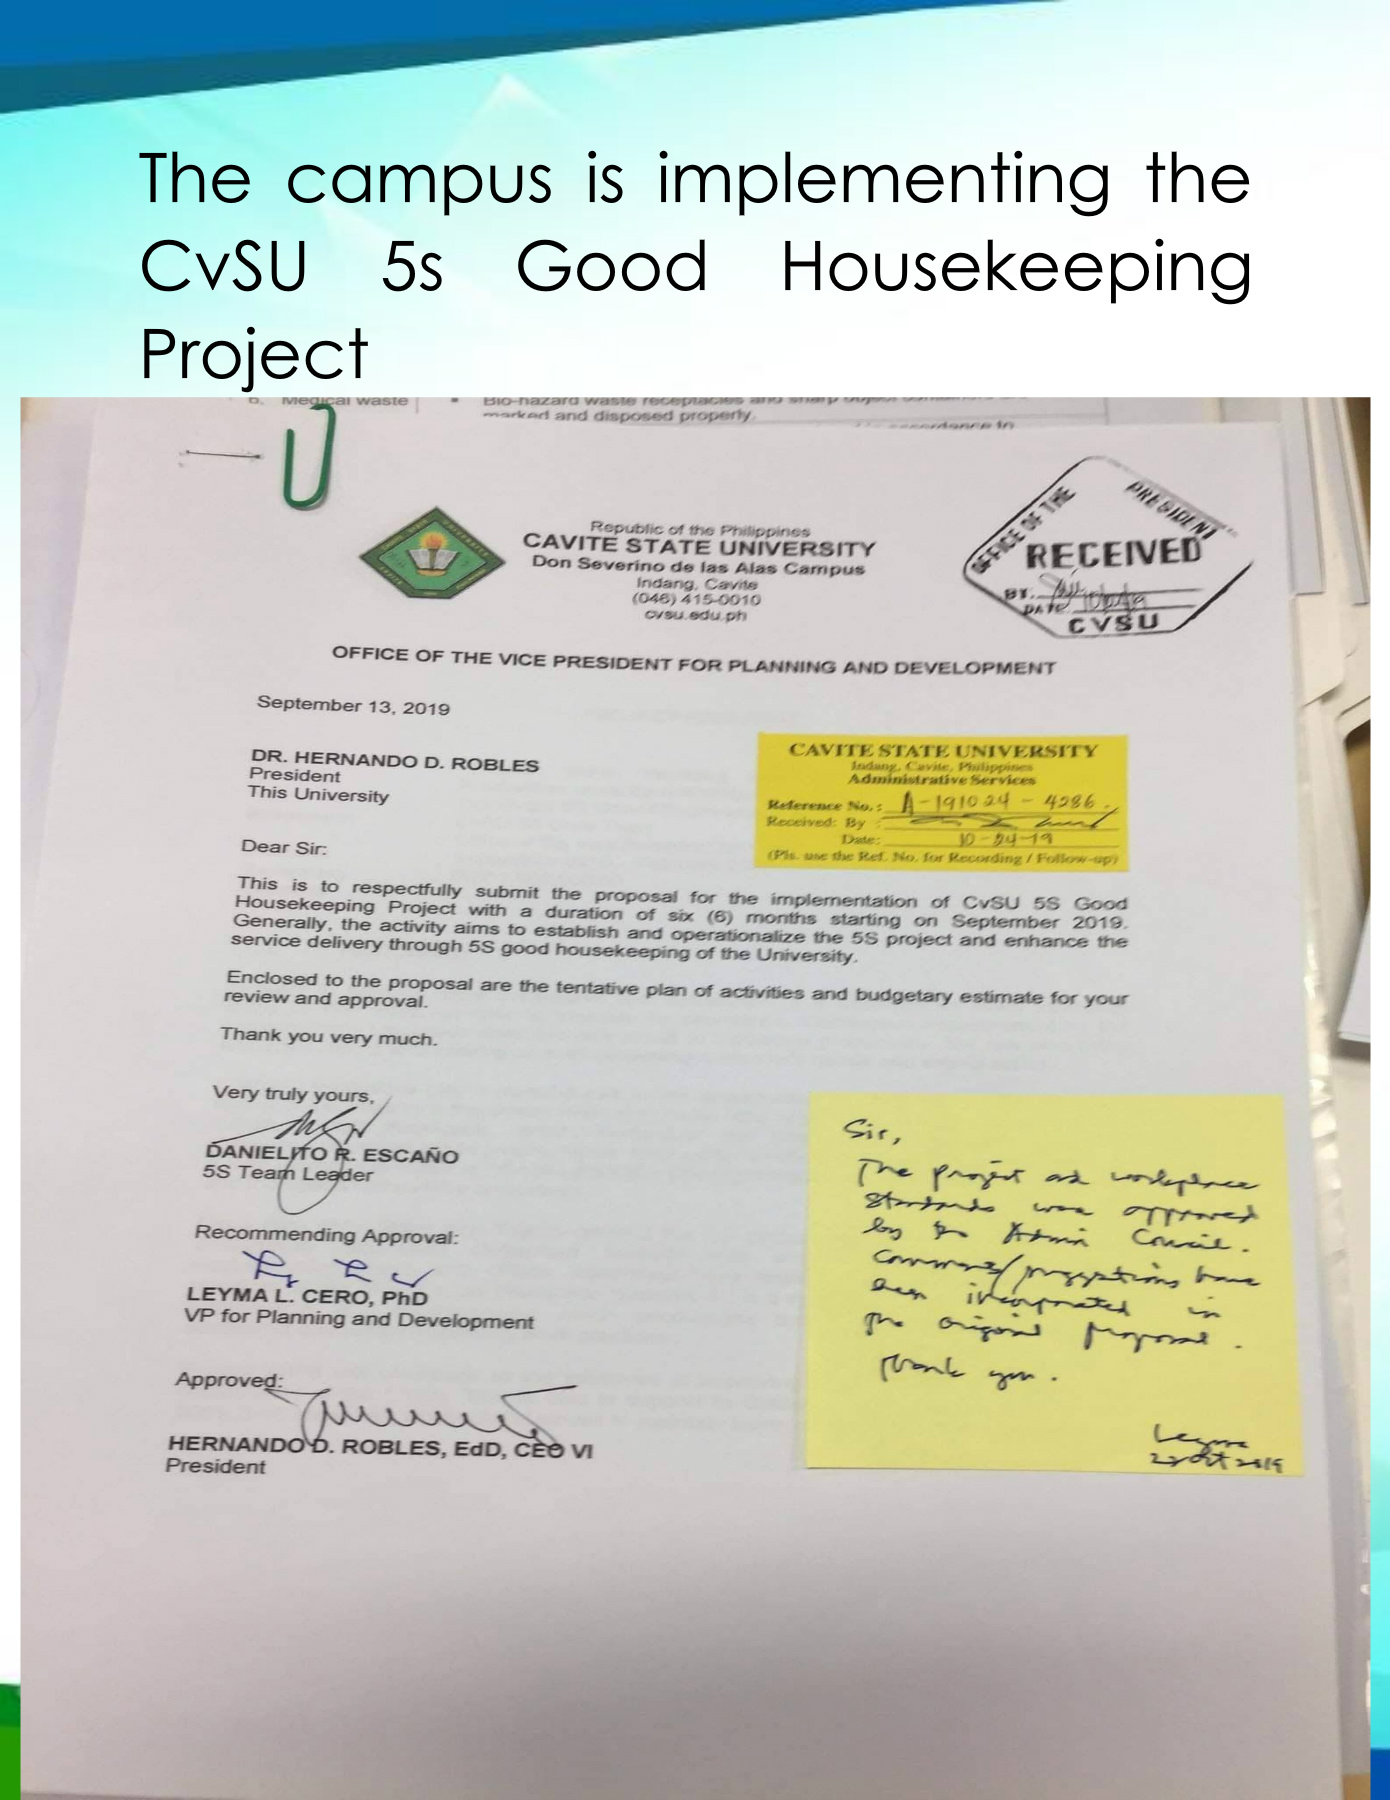 The campus is implementing the
CvSU 5s Good Housekeeping
Project
6. Medical waste • Bio-hazard waste receptacles and sharp object
marked and disposed properly.
accordance to
Republic of the Philippines
CAVITE STATE UNIVERSITY
Don Severino de las Alas Campus
Indang, Cavite
(046) 415-0010
cvsu.edu.ph
OFFICE OF THE PRESIDENT
RECEIVED
BY:
DATE
CVSU
OFFICE OF THE VICE PRESIDENT FOR PLANNING AND DEVELOPMENT
September 13, 2019
DR. HERNANDO D. ROBLES
President
This University
CAVITE STATE UNIVERSITY
Indang, Cavite, Philippines
Administrative Services
Reference No.: A-191024-4286.
Received: By :
Date: 10-24-19
(Pls. use the Ref. No. for Recording / Follow-up)
Dear Sir:
This is to respectfully submit the proposal for the implementation of CvSU 5S Good
Housekeeping Project with a duration of six (6) months starting on September 2019.
Generally, the activity aims to establish and operationalize the 5S project and enhance the
service delivery through 5S good housekeeping of the University.
Enclosed to the proposal are the tentative plan of activities and budgetary estimate for your
review and approval.
Thank you very much.
Very truly yours,
DANIELITO R. ESCAÑO
5S Team Leader
Recommending Approval:
LEYMA L. CERO, PhD
VP for Planning and Development
Approved:
HERNANDO D. ROBLES, EdD, CEO VI
President
Sir,
The project and workplace
standards was approved
by the Admin Council.
Comments/suggestions have
been incorporated in
the original proposal.
Thank you.
Leyma
22 Oct 2019